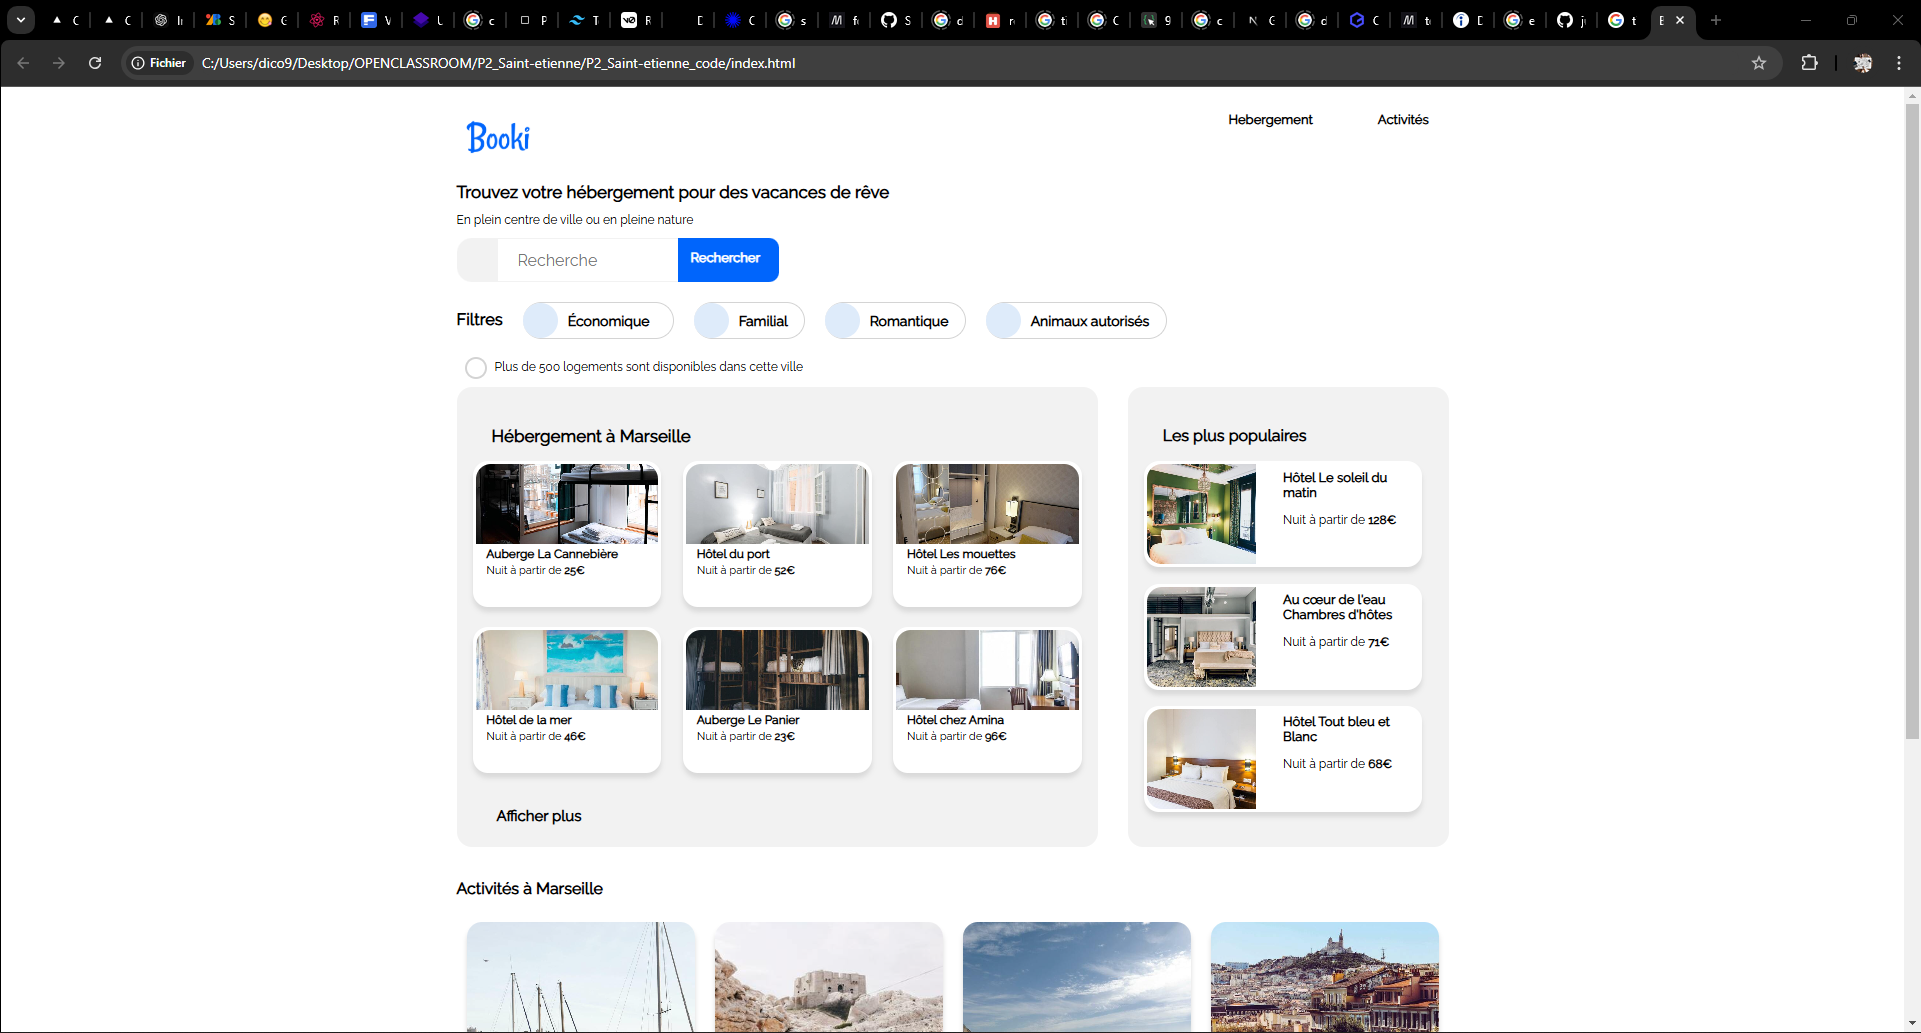 Fichier
C:/Users/dico9/Desktop/OPENCLASSROOM/P2_Saint-etienne/P2_Saint-etienne_code/index.html
Booki
Hebergement
Activités
Trouvez votre hébergement pour des vacances de rêve
En plein centre de ville ou en pleine nature
Recherche
Rechercher
Filtres
Économique
Familial
Romantique
Animaux autorisés
Plus de 500 logements sont disponibles dans cette ville
Hébergement à Marseille
Auberge La Cannebière
Nuit à partir de 25€
Hôtel du port
Nuit à partir de 52€
Hôtel Les mouettes
Nuit à partir de 76€
Hôtel de la mer
Nuit à partir de 46€
Auberge Le Panier
Nuit à partir de 23€
Hôtel chez Amina
Nuit à partir de 96€
Afficher plus
Les plus populaires
Hôtel Le soleil du
matin
Nuit à partir de 128€
Au cœur de l'eau
Chambres d'hôtes
Nuit à partir de 71€
Hôtel Tout bleu et
Blanc
Nuit à partir de 68€
Activités à Marseille